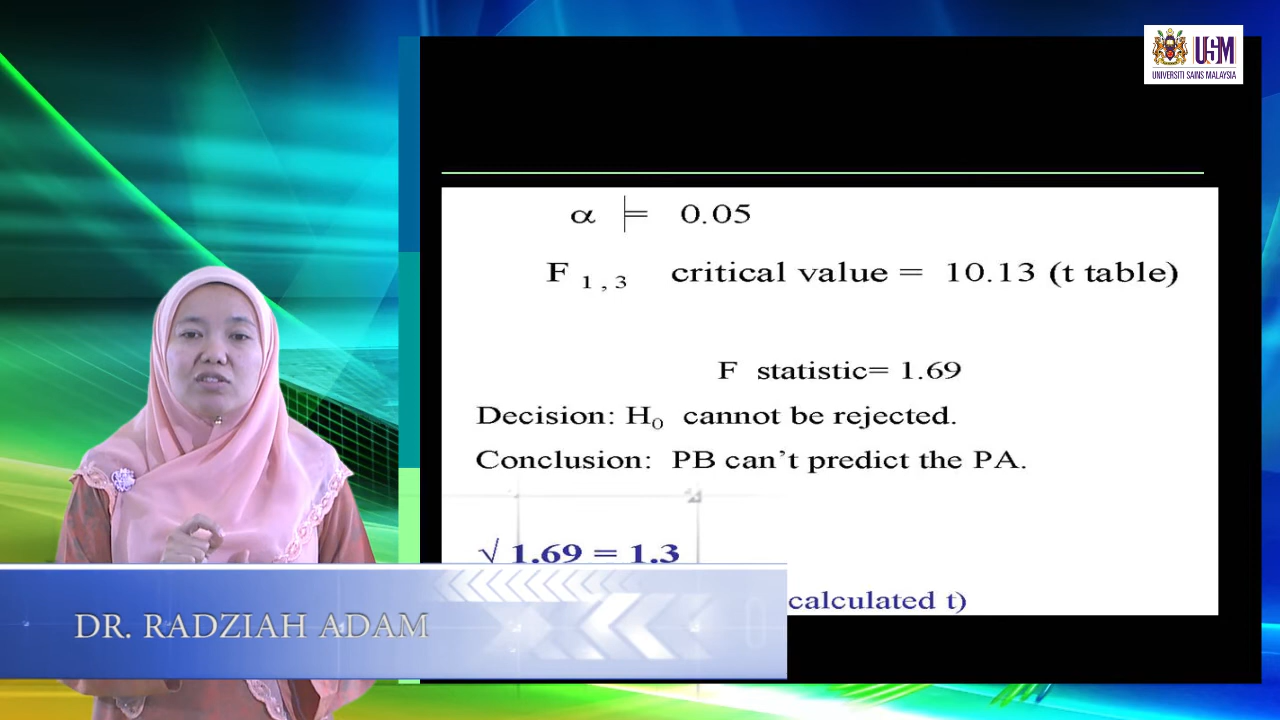 USM
UNIVERSITI SAINS MALAYSIA
α = 0.05
F 1 , 3 critical value = 10.13 (t table)
F statistic= 1.69
Decision: H0 cannot be rejected.
Conclusion: PB can't predict the PA.
√ 1.69 = 1.3
calculated t)
DR. RADZIAH ADAM